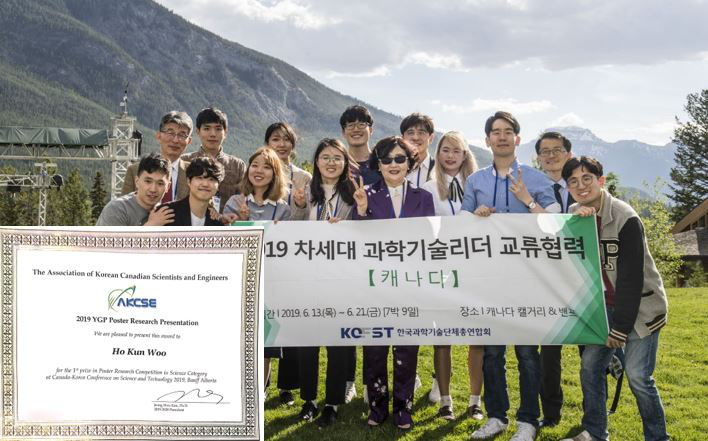 The Association of Korean Canadian Scientists and Engineers
AKCSE
2019 YGP Poster Research Presentation
We are pleased to present this award to
Ho Kun Woo
for the 1st prize in Poster Research Competition in Science Category
at Canada-Korea Conference on Science and Technology 2019, Banff Alberta
19 차세대 과학기술리더 교류협력
【캐나다】
간 | 2019. 6. 13.(목) ~ 6. 21(금) [7박 9일]
장소 | 캐나다 캘거리 & 밴프
KOFST 한국과학기술단체총연합회
P